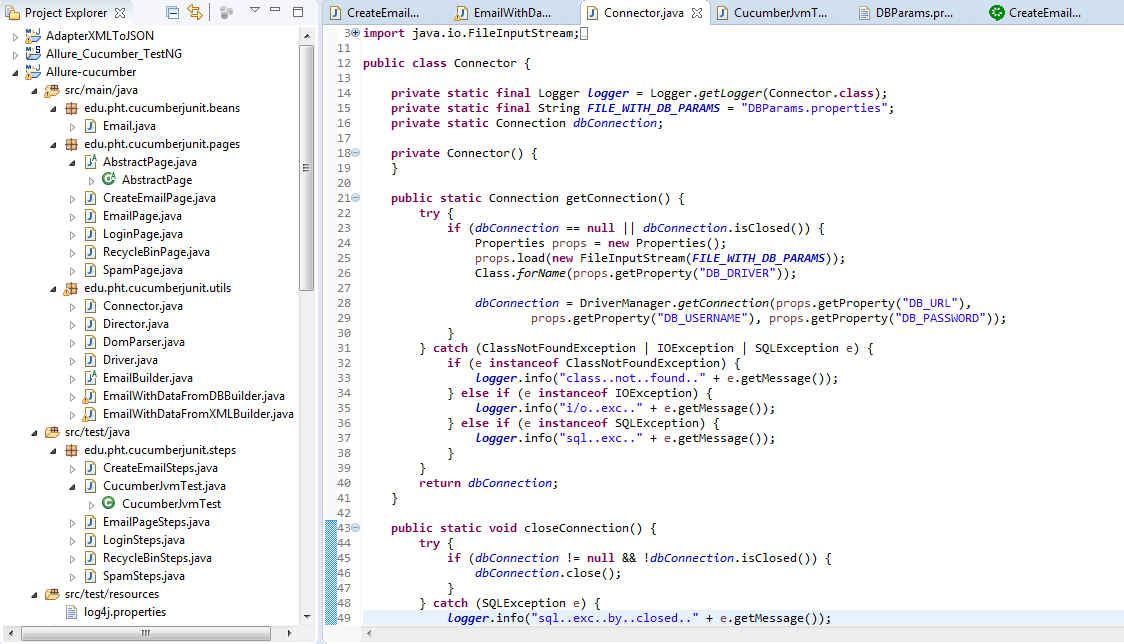 Project Explorer
AdapterXMLToJSON
Allure_Cucumber_TestNG
Allure-cucumber
src/main/java
edu.pht.cucumberjunit.beans
Email.java
edu.pht.cucumberjunit.pages
AbstractPage.java
AbstractPage
CreateEmailPage.java
EmailPage.java
LoginPage.java
RecycleBinPage.java
SpamPage.java
edu.pht.cucumberjunit.utils
Connector.java
Director.java
DomParser.java
Driver.java
EmailBuilder.java
EmailWithDataFromDBBuilder.java
EmailWithDataFromXMLBuilder.java
src/test/java
edu.pht.cucumberjunit.steps
CreateEmailSteps.java
CucumberJvmTest.java
CucumberJvmTest
EmailPageSteps.java
LoginSteps.java
RecycleBinSteps.java
SpamSteps.java
src/test/resources
log4j.properties
CreateEmail... EmailWithDa... Connector.java CucumberJvmT... DBParams.pr... CreateEmail...
3 import java.io.FileInputStream;
11
12 public class Connector {
13
14 private static final Logger logger = Logger.getLogger(Connector.class);
15 private static final String FILE_WITH_DB_PARAMS = "DBParams.properties";
16 private static Connection dbConnection;
17
18 private Connector() {
19 }
20
21 public static Connection getConnection() {
22 try {
23 if (dbConnection == null || dbConnection.isClosed()) {
24 Properties props = new Properties();
25 props.load(new FileInputStream(FILE_WITH_DB_PARAMS));
26 Class.forName(props.getProperty("DB_DRIVER"));
27
28 dbConnection = DriverManager.getConnection(props.getProperty("DB_URL"),
29 props.getProperty("DB_USERNAME"), props.getProperty("DB_PASSWORD"));
30 }
31 } catch (ClassNotFoundException | IOException | SQLException e) {
32 if (e instanceof ClassNotFoundException) {
33 logger.info("class..not..found.." + e.getMessage());
34 } else if (e instanceof IOException) {
35 logger.info("i/o..exc.." + e.getMessage());
36 } else if (e instanceof SQLException) {
37 logger.info("sql..exc.." + e.getMessage());
38 }
39 }
40 return dbConnection;
41 }
42
43 public static void closeConnection() {
44 try {
45 if (dbConnection != null && !dbConnection.isClosed()) {
46 dbConnection.close();
47 }
48 } catch (SQLException e) {
49 logger.info("sql..exc..by..closed.." + e.getMessage());